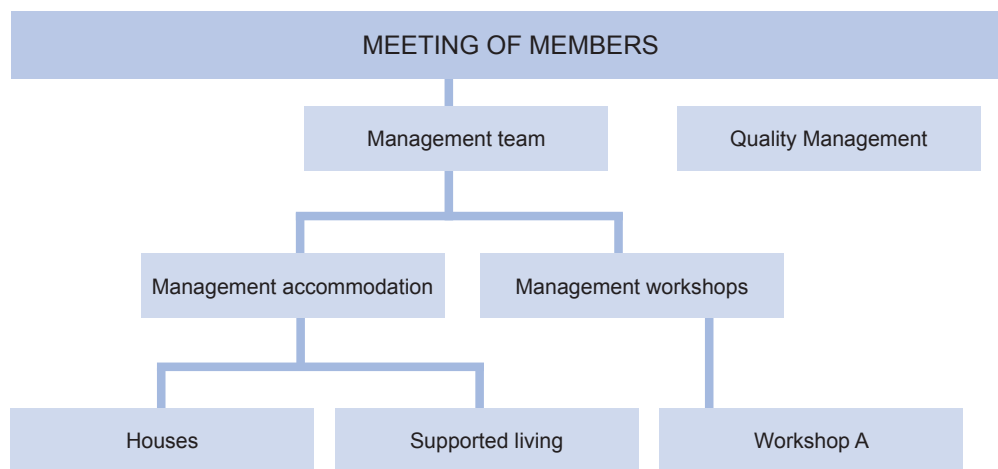 MEETING OF MEMBERS
Management team
Quality Management
Management accommodation
Management workshops
Houses
Supported living
Workshop A